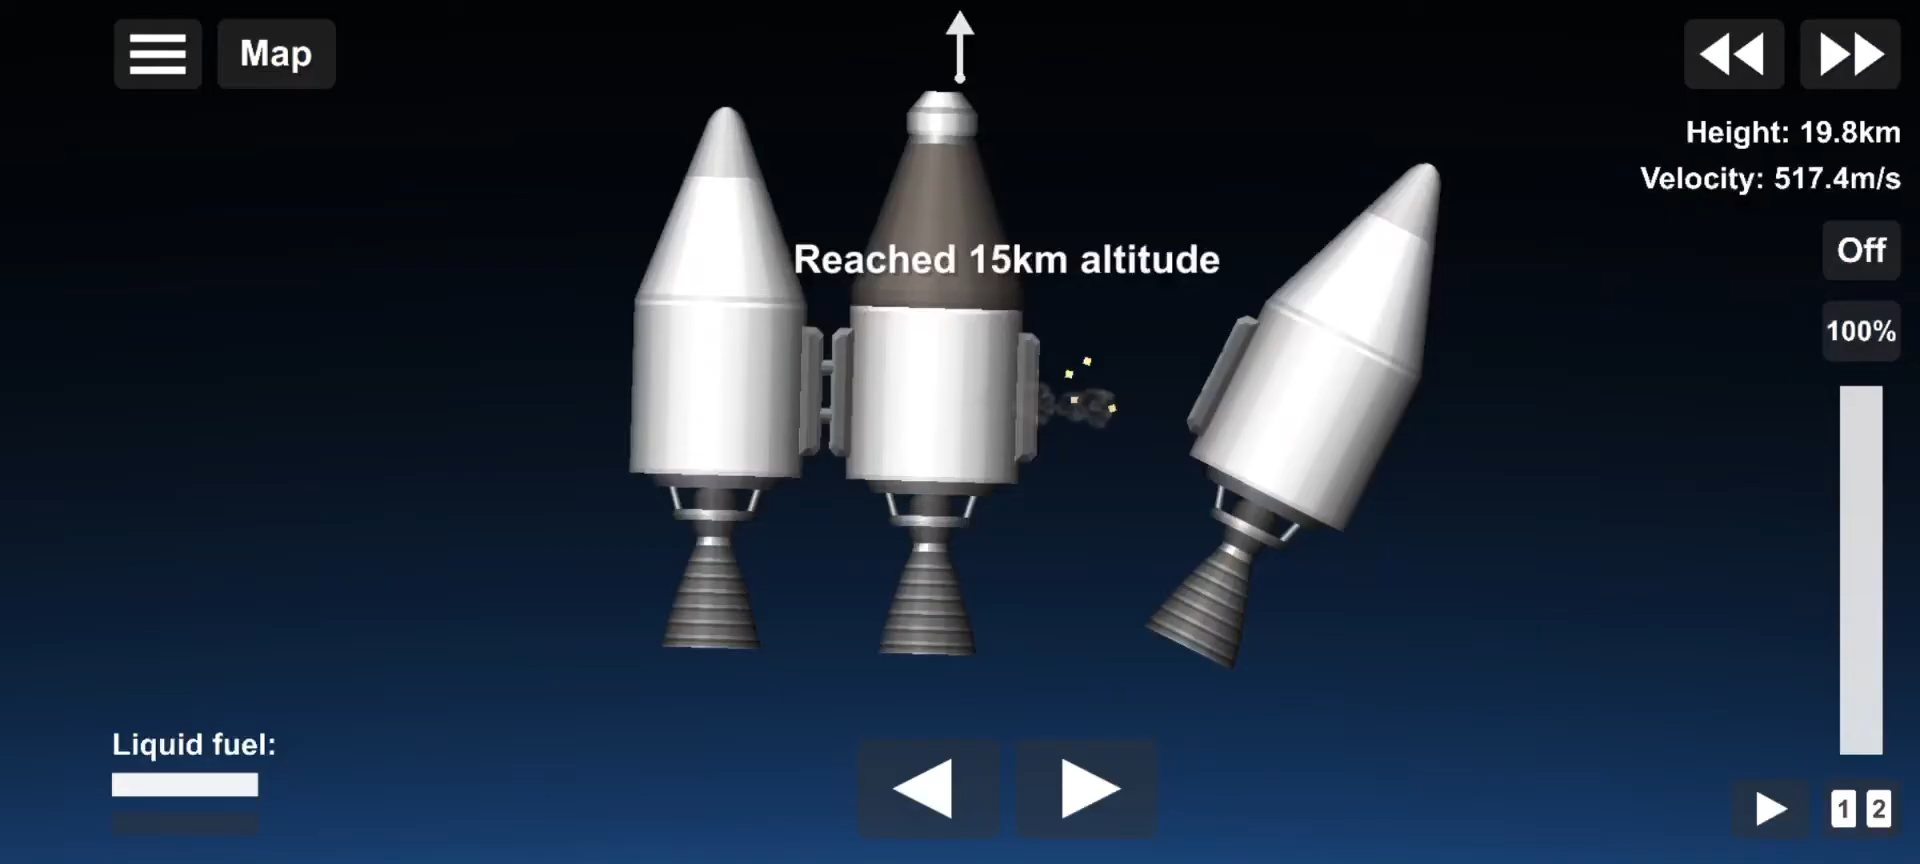 Map
Height: 19.8km
Velocity: 517.4m/s
Reached 15km altitude
Off
100%
Liquid fuel:
1 2